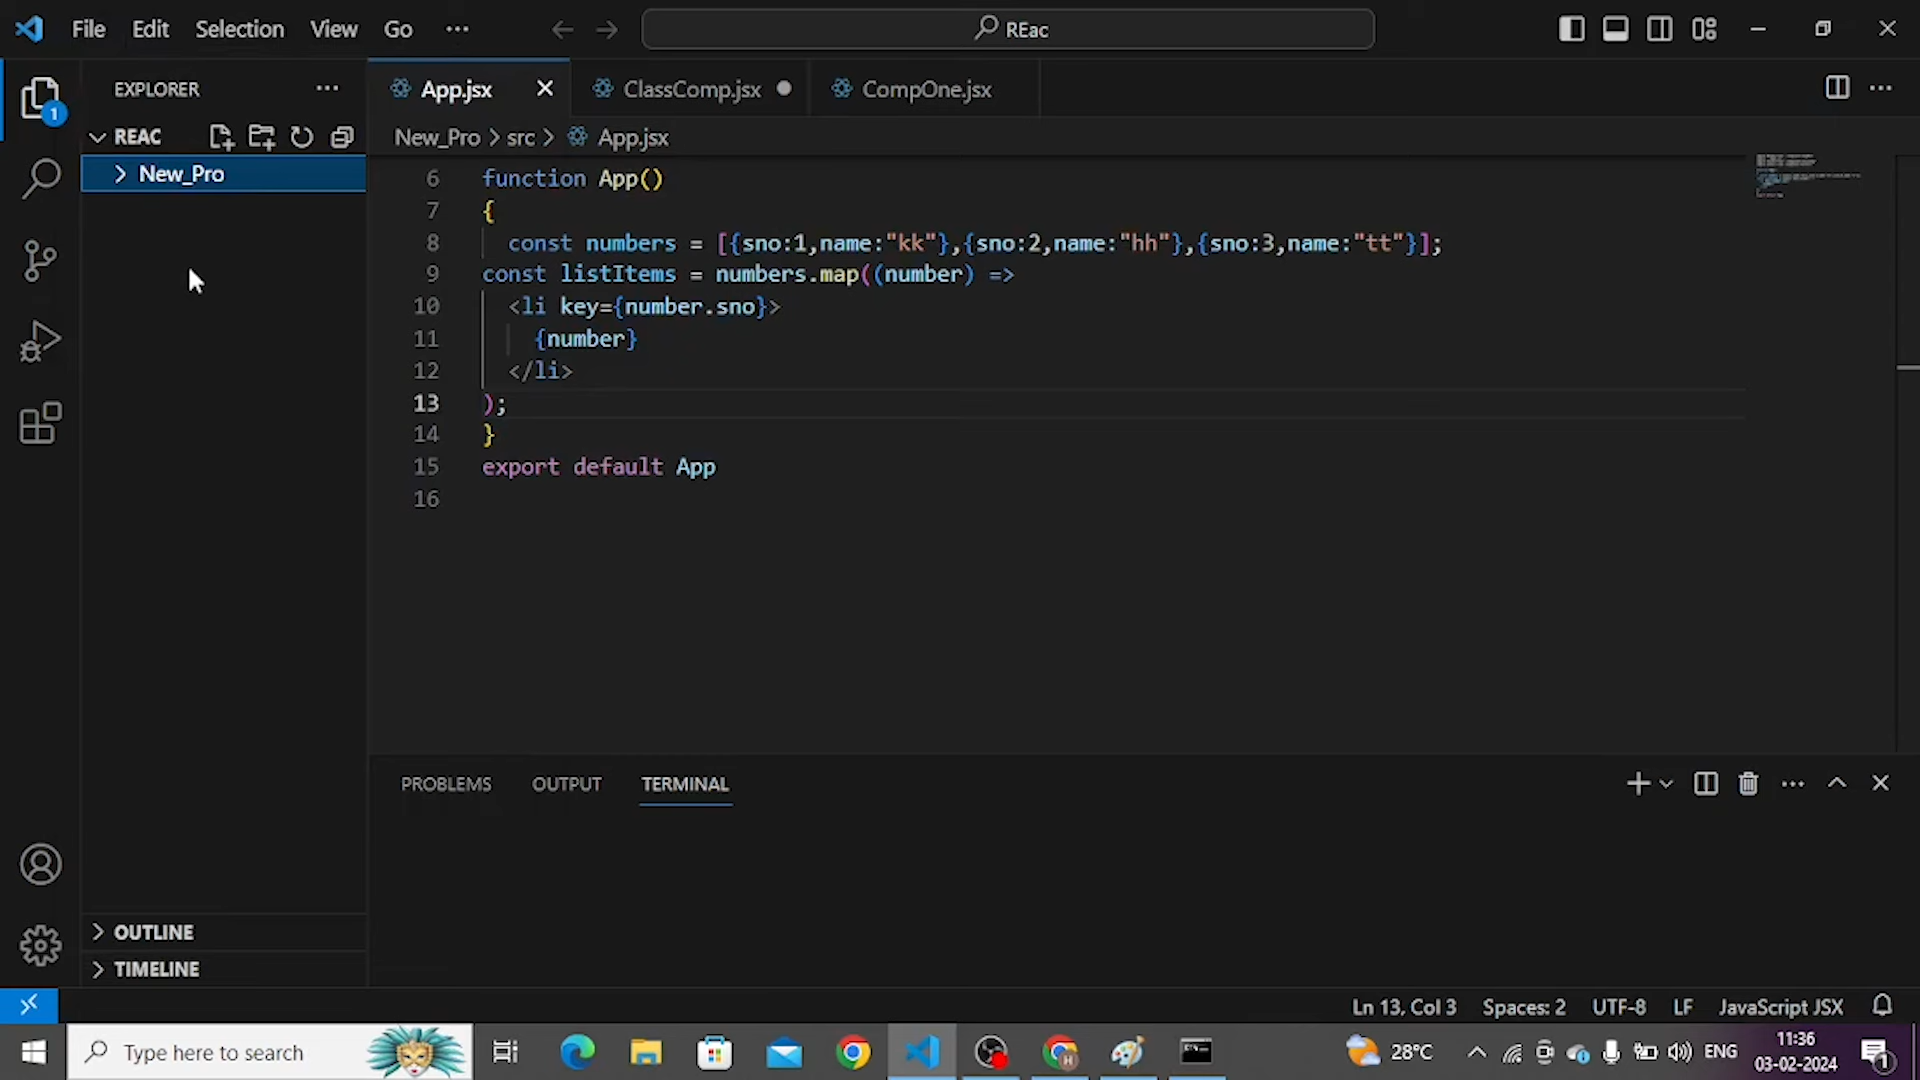 File Edit Selection View Go ··· REac
EXPLORER ···
1
REAC
New_Pro
App.jsx ClassComp.jsx CompOne.jsx
New_Pro > src > App.jsx
6 function App()
7 {
8 const numbers = [{sno:1,name:"kk"},{sno:2,name:"hh"},{sno:3,name:"tt"}];
9 const listItems = numbers.map((number) =>
10 <li key={number.sno}>
11 {number}
12 </li>
13 );
14 }
15 export default App
16
PROBLEMS OUTPUT TERMINAL
OUTLINE
TIMELINE
Ln 13, Col 3 Spaces: 2 UTF-8 LF JavaScript JSX
Type here to search
28°C ENG
11:36
03-02-2024
1